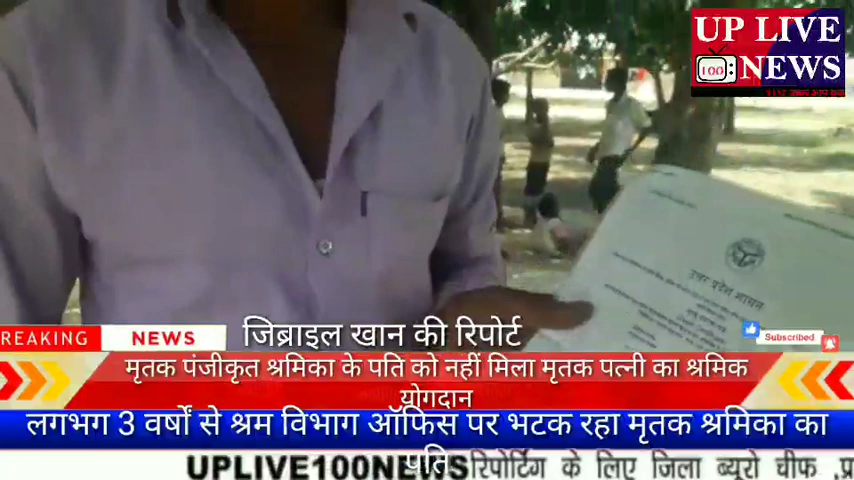 UP LIVE
100 NEWS
उत्तर प्रदेश शासन
Subscribed
REAKING NEWS
जिब्राइल खान की रिपोर्ट
मृतक पंजीकृत श्रमिका के पति को नहीं मिला मृतक पत्नी का श्रमिक
योगदान
लगभग 3 वर्षों से श्रम विभाग ऑफिस पर भटक रहा मृतक श्रमिका का
पति
UPLIVE100NEWS रिपोर्टिंग के लिए जिला ब्यूरो चीफ ,प्र